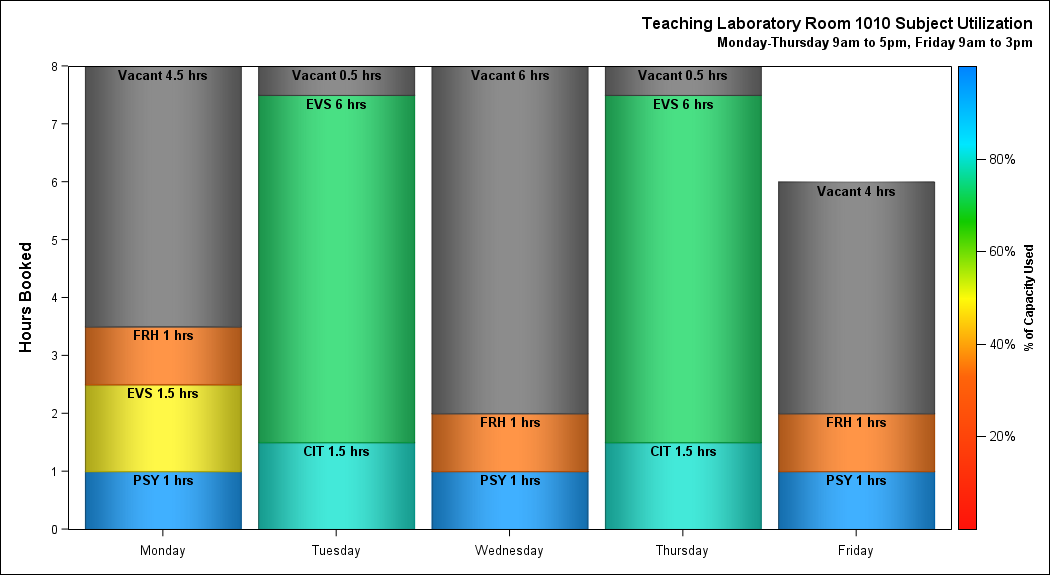 Teaching Laboratory Room 1010 Subject Utilization
Monday-Thursday 9am to 5pm, Friday 9am to 3pm
Hours Booked
8
7
6
5
4
3
2
1
0
Vacant 4.5 hrs
FRH 1 hrs
EVS 1.5 hrs
PSY 1 hrs
Vacant 0.5 hrs
EVS 6 hrs
CIT 1.5 hrs
Vacant 6 hrs
FRH 1 hrs
PSY 1 hrs
Vacant 0.5 hrs
EVS 6 hrs
CIT 1.5 hrs
Vacant 4 hrs
FRH 1 hrs
PSY 1 hrs
Monday
Tuesday
Wednesday
Thursday
Friday
80%
60%
40%
20%
% of Capacity Used